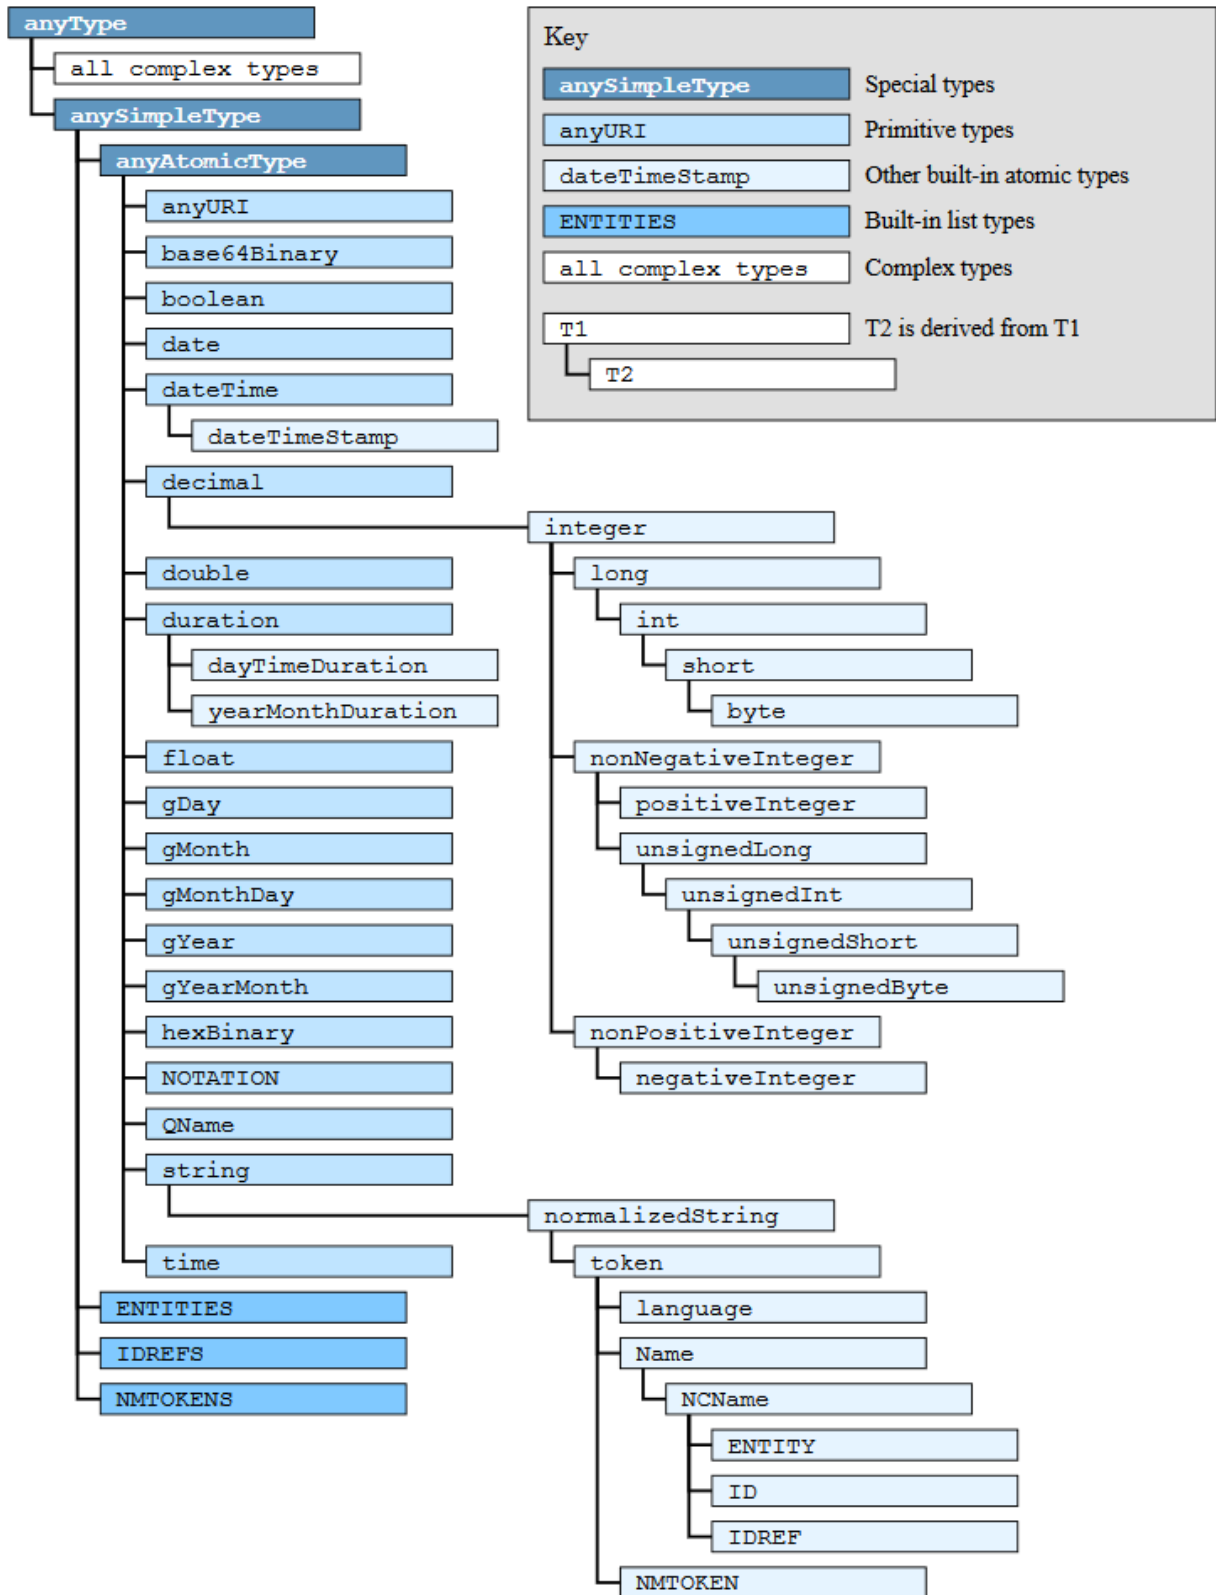 anyType
all complex types
anySimpleType
anyAtomicType
anyURI
base64Binary
boolean
date
dateTime
dateTimeStamp
decimal
integer
long
int
short
byte
nonNegativeInteger
positiveInteger
unsignedLong
unsignedInt
unsignedShort
unsignedByte
nonPositiveInteger
negativeInteger
double
duration
dayTimeDuration
yearMonthDuration
float
gDay
gMonth
gMonthDay
gYear
gYearMonth
hexBinary
NOTATION
QName
string
normalizedString
token
language
Name
NCName
ENTITY
ID
IDREF
NMTOKEN
time
ENTITIES
IDREFS
NMTOKENS
Key
anySimpleType Special types
anyURI Primitive types
dateTimeStamp Other built-in atomic types
ENTITIES Built-in list types
all complex types Complex types
T1 T2 is derived from T1
T2